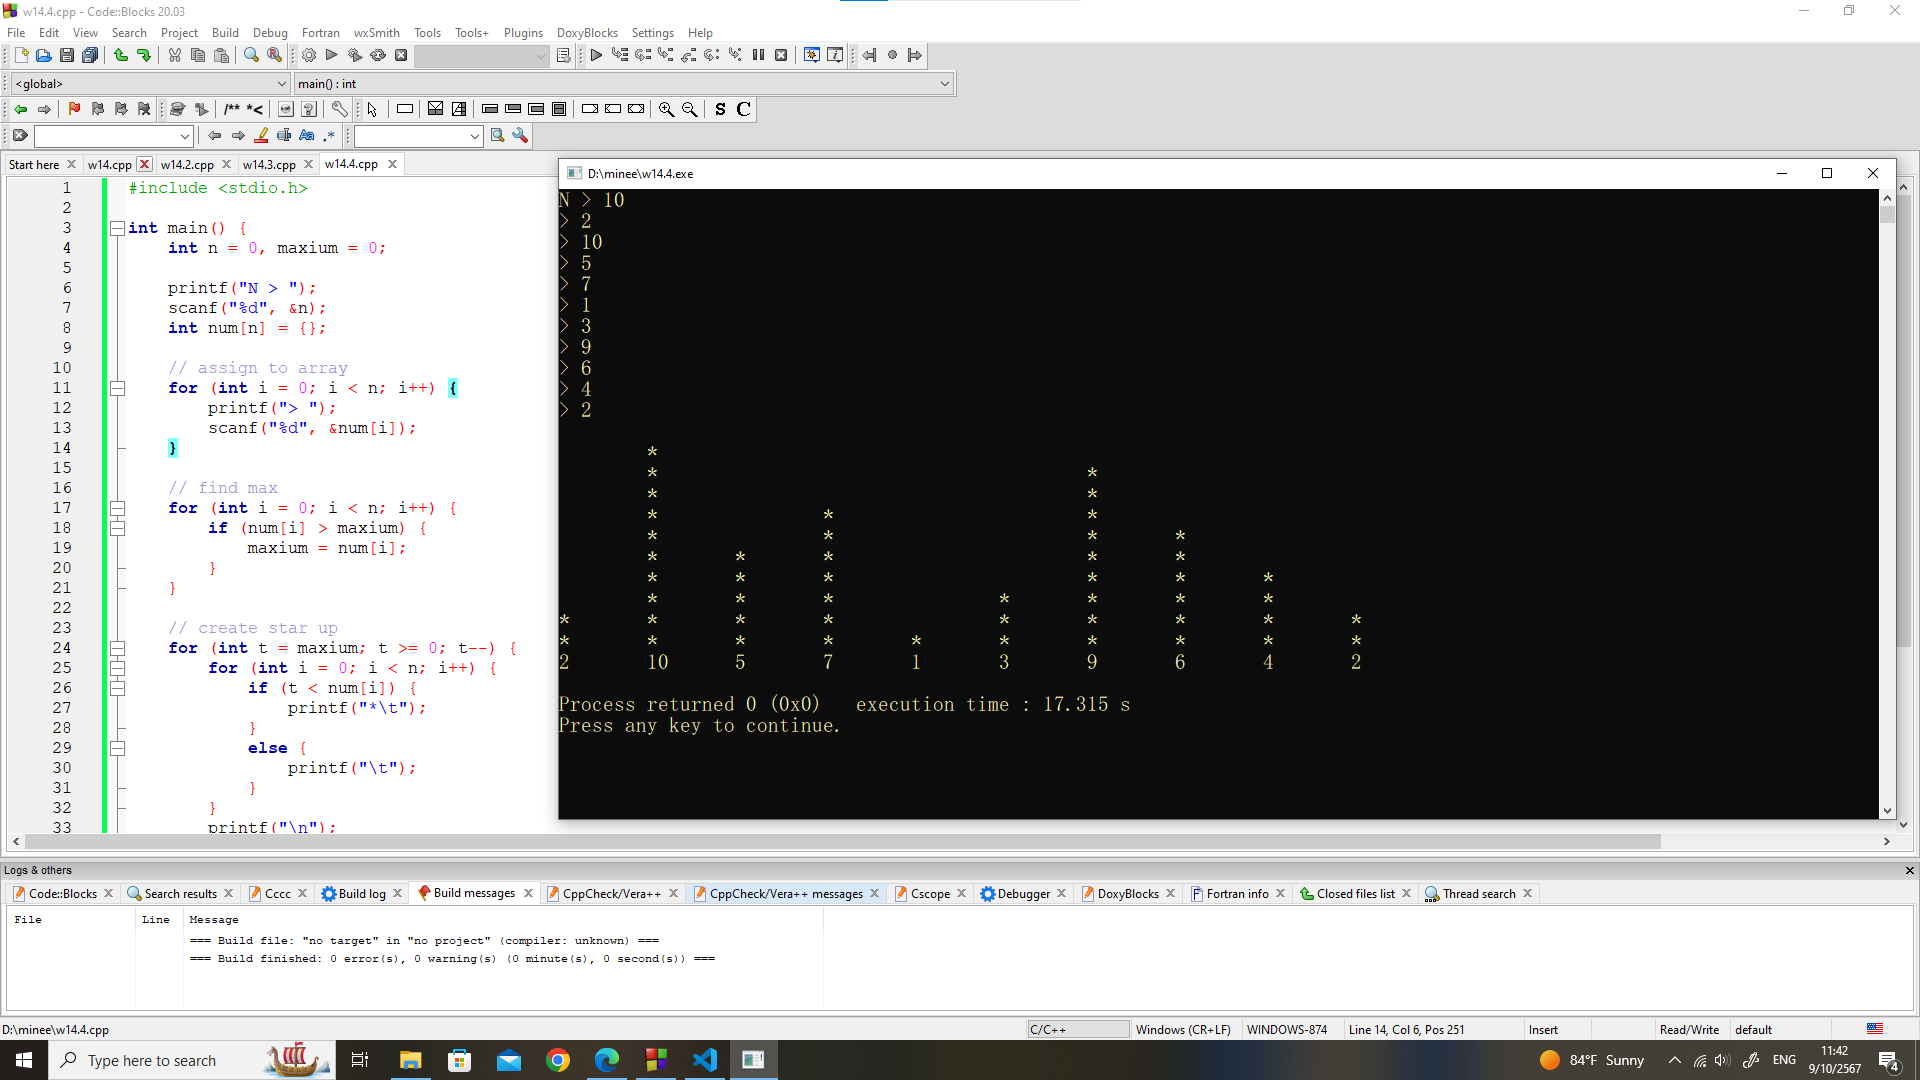 w14.4.cpp - Code::Blocks 20.03
File Edit View Search Project Build Debug Fortran wxSmith Tools Tools+ Plugins DoxyBlocks Settings Help
<global> main() : int
/** *< S C
Aa .*
Start here w14.cpp w14.2.cpp w14.3.cpp w14.4.cpp
1 #include <stdio.h>
2
3 int main() {
4 int n = 0, maxium = 0;
5
6 printf("N > ");
7 scanf("%d", &n);
8 int num[n] = {};
9
10 // assign to array
11 for (int i = 0; i < n; i++) {
12 printf("> ");
13 scanf("%d", &num[i]);
14 }
15
16 // find max
17 for (int i = 0; i < n; i++) {
18 if (num[i] > maxium) {
19 maxium = num[i];
20 }
21 }
22
23 // create star up
24 for (int t = maxium; t >= 0; t--) {
25 for (int i = 0; i < n; i++) {
26 if (t < num[i]) {
27 printf("*\t");
28 }
29 else {
30 printf("\t");
31 }
32 }
33 printf("\n");
D:\minee\w14.4.exe
N > 10
> 2
> 10
> 5
> 7
> 1
> 3
> 9
> 6
> 4
> 2
*
* *
* *
* * *
* * * *
* * * * *
* * * * * *
* * * * * * *
* * * * * * * * *
* * * * * * * * * *
2 10 5 7 1 3 9 6 4 2
Process returned 0 (0x0) execution time : 17.315 s
Press any key to continue.
Logs & others
Code::Blocks Search results Cccc Build log Build messages CppCheck/Vera++ CppCheck/Vera++ messages Cscope Debugger DoxyBlocks Fortran info Closed files list Thread search
File Line Message
=== Build file: "no target" in "no project" (compiler: unknown) ===
=== Build finished: 0 error(s), 0 warning(s) (0 minute(s), 0 second(s)) ===
D:\minee\w14.4.cpp C/C++ Windows (CR+LF) WINDOWS-874 Line 14, Col 6, Pos 251 Insert Read/Write default
Type here to search 84°F Sunny ENG 11:42
9/10/2567 4